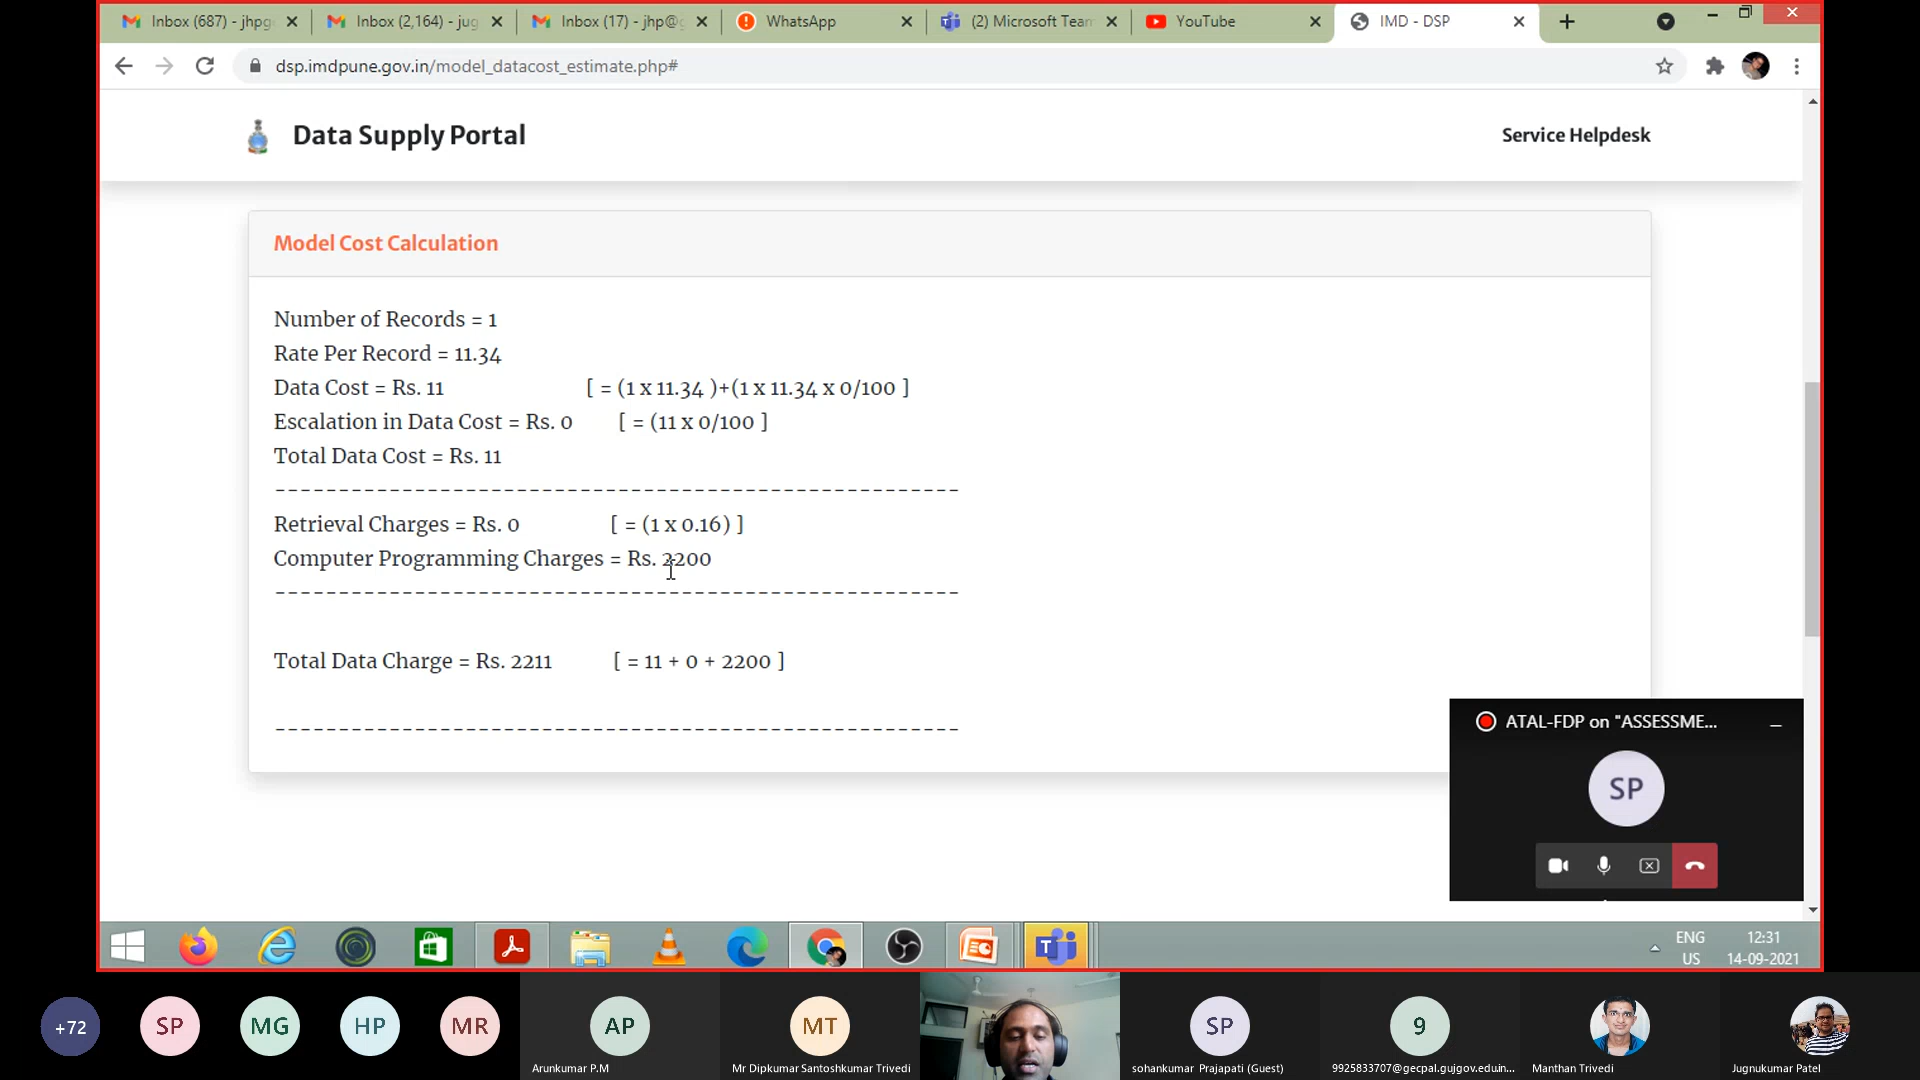 Inbox (687) - jhpg
Inbox (2,164) - jug
Inbox (17) - jhp@g
WhatsApp
(2) Microsoft Team
YouTube
IMD - DSP
dsp.imdpune.gov.in/model_datacost_estimate.php#
Data Supply Portal
Service Helpdesk
Model Cost Calculation
Number of Records = 1
Rate Per Record = 11.34
Data Cost = Rs. 11 [ = (1 x 11.34 )+(1 x 11.34 x 0/100 ]
Escalation in Data Cost = Rs. 0 [ = (11 x 0/100 ]
Total Data Cost = Rs. 11
------------------------------------------------------
Retrieval Charges = Rs. 0 [ = (1 x 0.16) ]
Computer Programming Charges = Rs. 2200
------------------------------------------------------
Total Data Charge = Rs. 2211 [ = 11 + 0 + 2200 ]
------------------------------------------------------
ATAL-FDP on "ASSESSME...
SP
ENG
US
12:31
14-09-2021
+72
SP
MG
HP
MR
AP
Arunkumar P.M
MT
Mr Dipkumar Santoshkumar Trivedi
SP
sohankumar Prajapati (Guest)
9
9925833707@gecpal.gujgov.edu.in...
Manthan Trivedi
Jugnukumar Patel